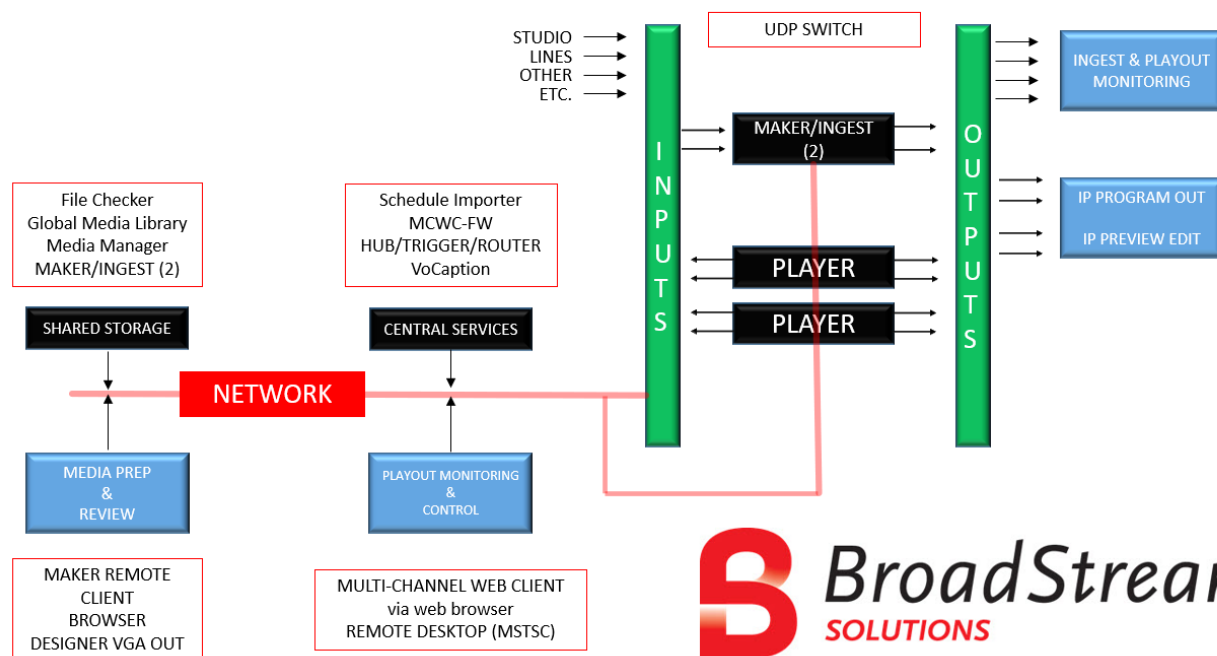 UDP SWITCH
STUDIO
LINES
OTHER
ETC.
INPUTS
MAKER/INGEST
(2)
PLAYER
PLAYER
OUTPUTS
INGEST & PLAYOUT
MONITORING
IP PROGRAM OUT
IP PREVIEW EDIT
File Checker
Global Media Library
Media Manager
MAKER/INGEST (2)
SHARED STORAGE
Schedule Importer
MCWC-FW
HUB/TRIGGER/ROUTER
VoCaption
CENTRAL SERVICES
NETWORK
MEDIA PREP
&
REVIEW
PLAYOUT MONITORING
&
CONTROL
MAKER REMOTE
CLIENT
BROWSER
DESIGNER VGA OUT
MULTI-CHANNEL WEB CLIENT
via web browser
REMOTE DESKTOP (MSTSC)
B
BroadStream
SOLUTIONS